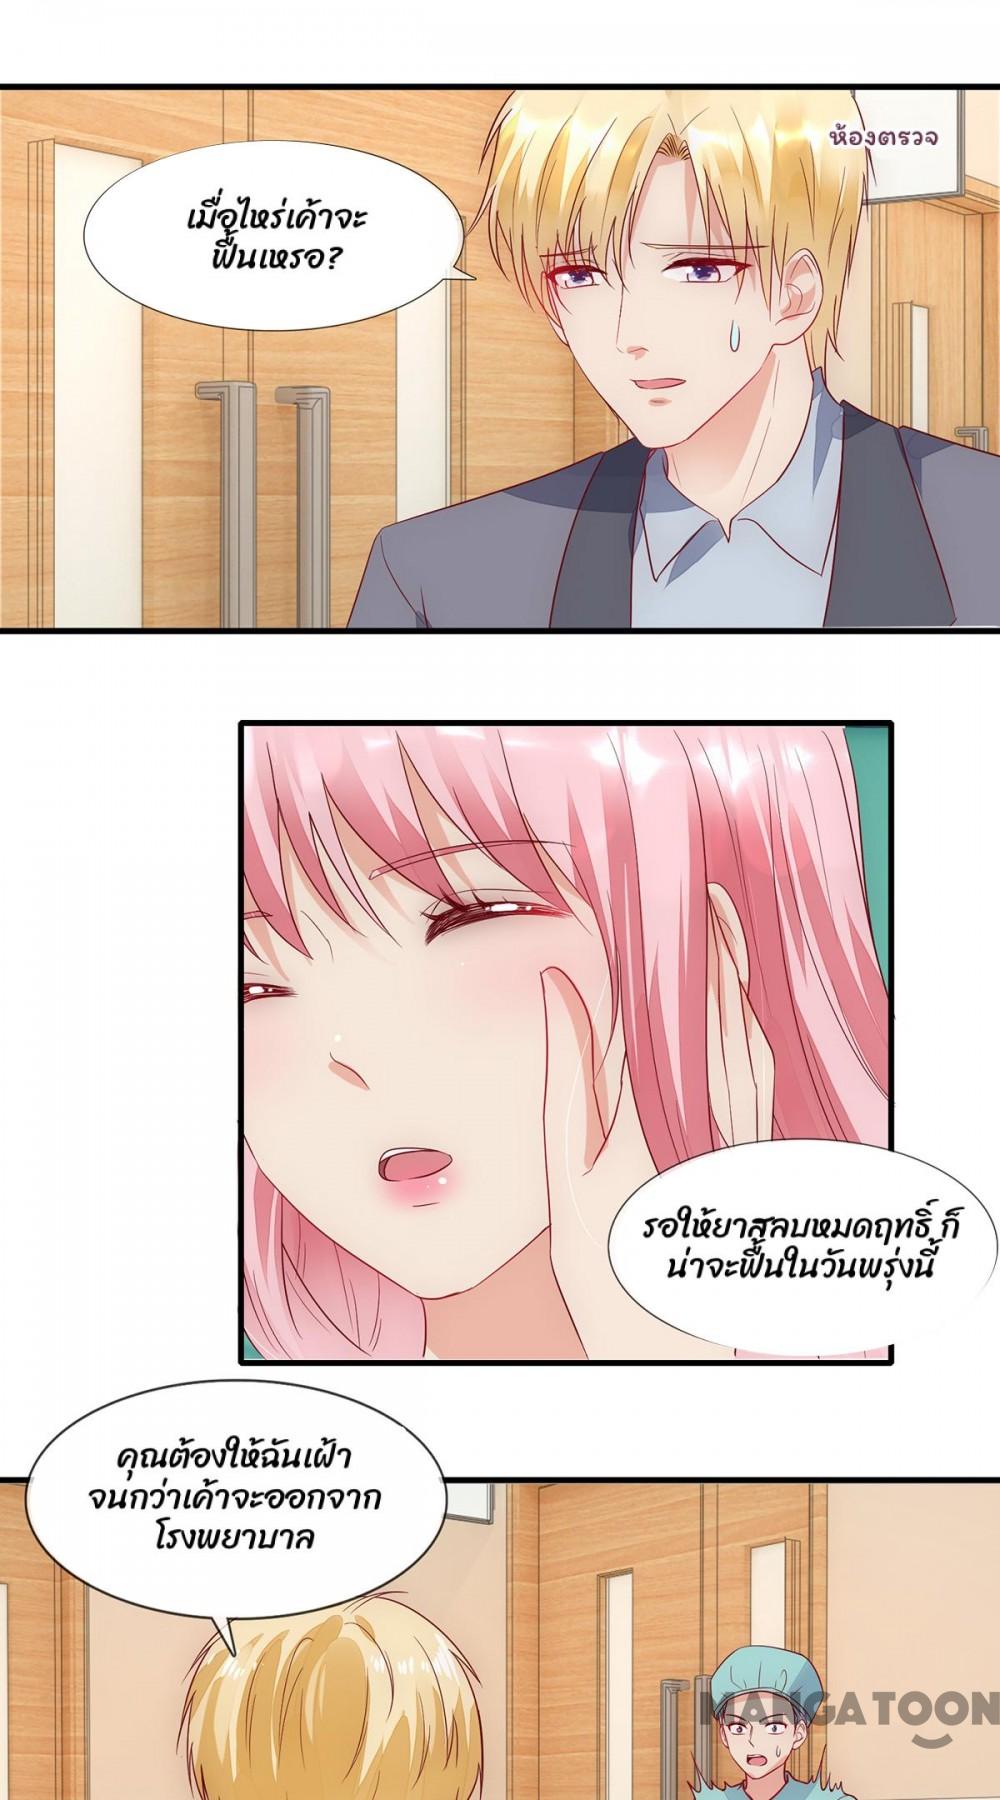 ห้องตรวจ
เมื่อไหร่เค้าจะ
ฟื้นเหรอ?
รอให้ยาสลบหมดฤทธิ์ ก็
น่าจะฟื้นในวันพรุ่งนี้
คุณต้องให้ฉันเฝ้า
จนกว่าเค้าจะออกจาก
โรงพยาบาล
MANGATOON